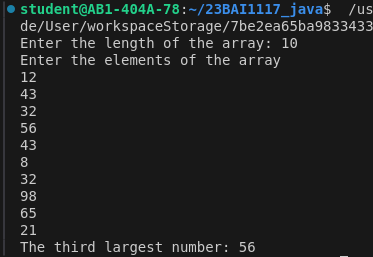 student@AB1-404A-78:~/23BAI1117_java$ /us
de/User/workspaceStorage/7be2ea65ba9833433
Enter the length of the array: 10
Enter the elements of the array
12
43
32
56
43
8
32
98
65
21
The third largest number: 56